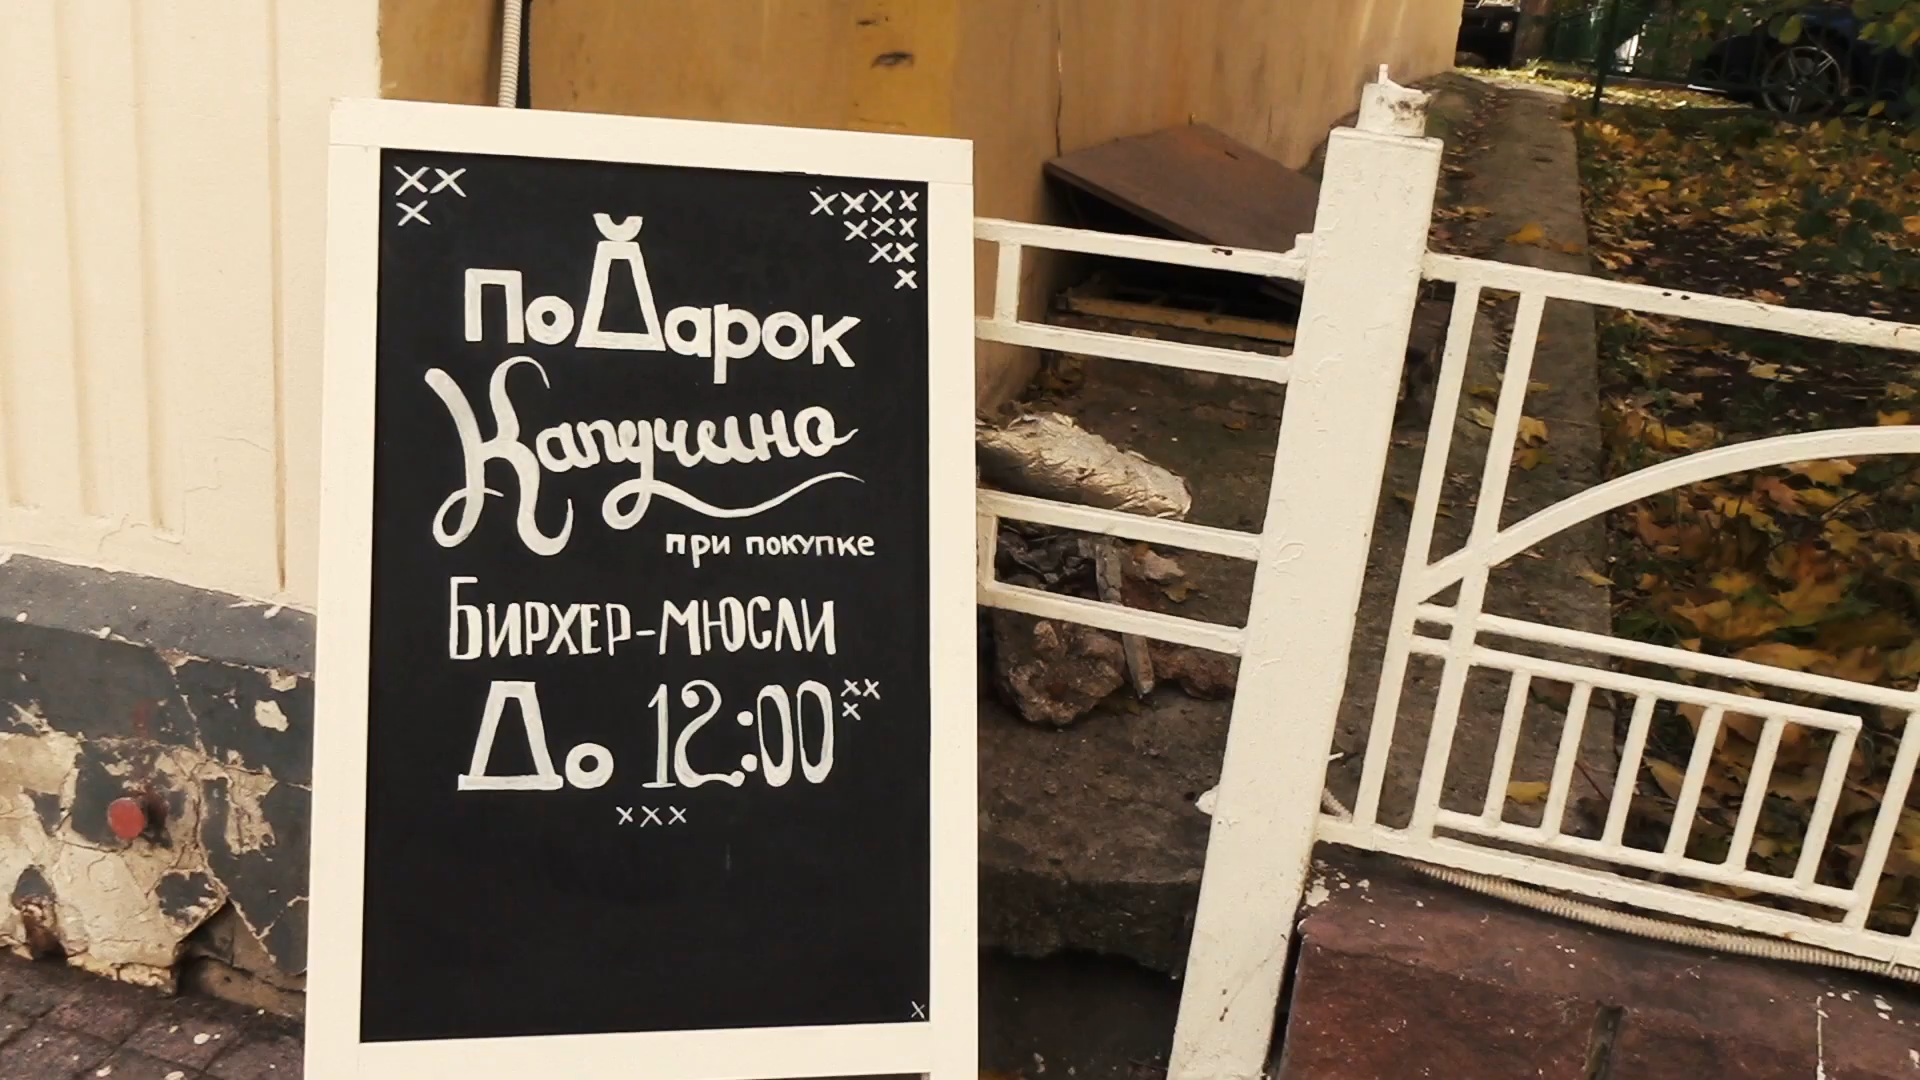 Подарок
Капучино
при покупке
Бирхер-мюсли
До 12:00